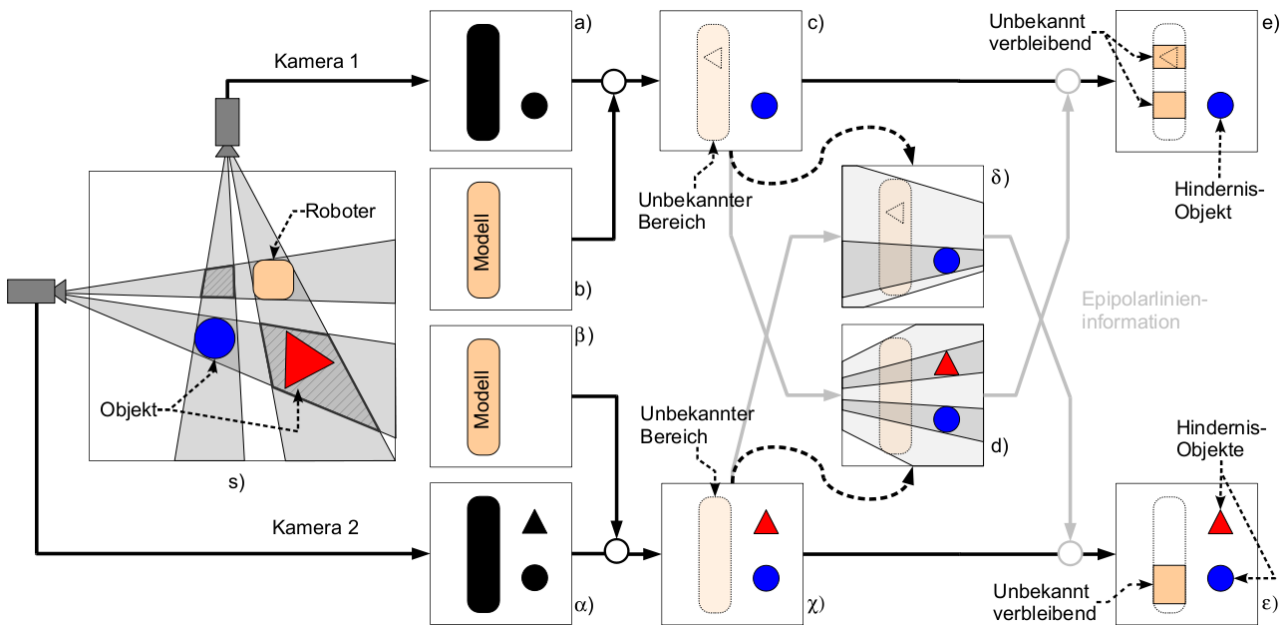 a)
c)
Unbekannt
verbleibend
e)
Kamera 1
Unbekannter
Bereich
δ)
Hindernis-
Objekt
Roboter
Modell
b)
Epipolarlinien-
information
β)
Modell
Objekt
Unbekannter
Bereich
d)
Hindernis-
Objekte
s)
Kamera 2
α)
χ)
Unbekannt
verbleibend
ε)